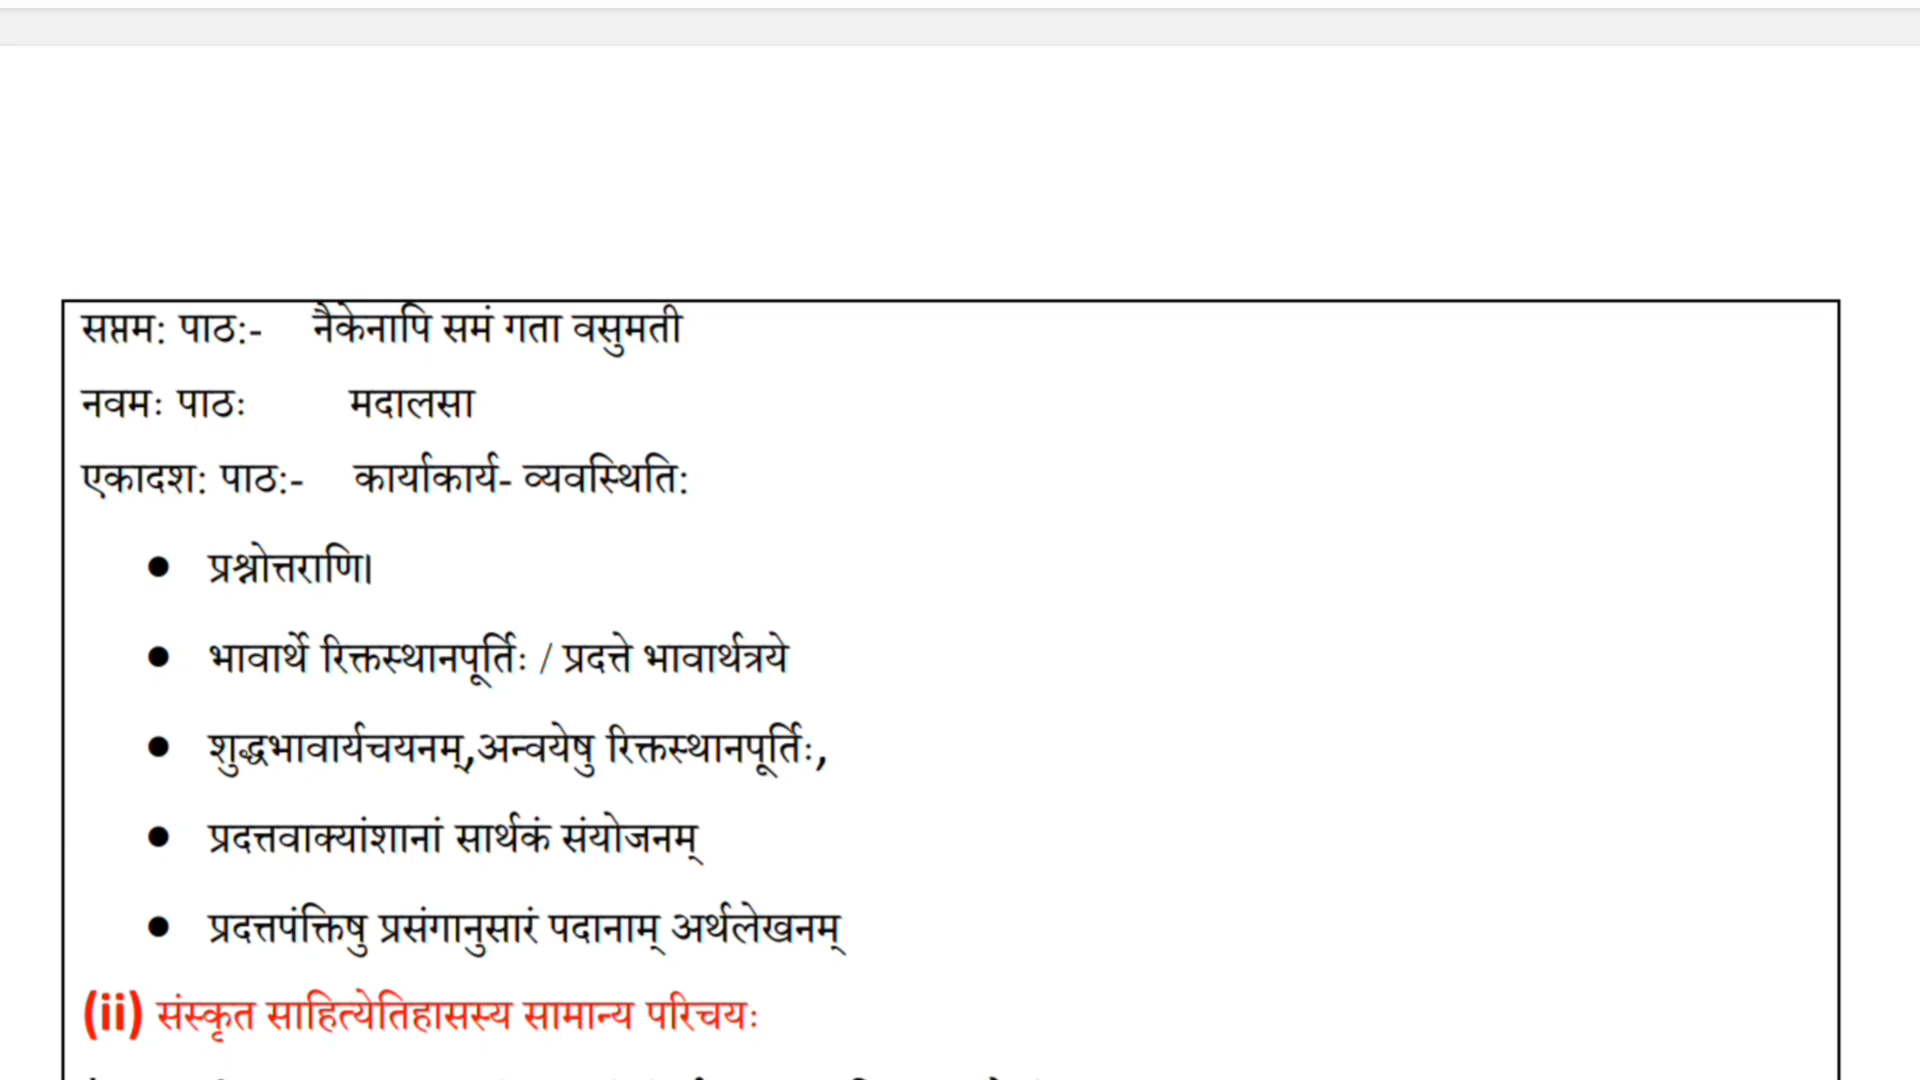 सप्तम: पाठ:- नैकेनापि समं गता वसुमती
नवमः पाठः मदालसा
एकादश: पाठ:- कार्याकार्य- व्यवस्थिति:
● प्रश्नोत्तराणि।
● भावार्थे रिक्तस्थानपूर्तिः / प्रदत्ते भावार्थत्रये
● शुद्धभावार्यचयनम्,अन्वयेषु रिक्तस्थानपूर्तिः,
● प्रदत्तवाक्यांशानां सार्थकं संयोजनम्
● प्रदत्तपंक्तिषु प्रसंगानुसारं पदानाम् अर्थलेखनम्
(ii) संस्कृत साहित्येतिहासस्य सामान्य परिचयः